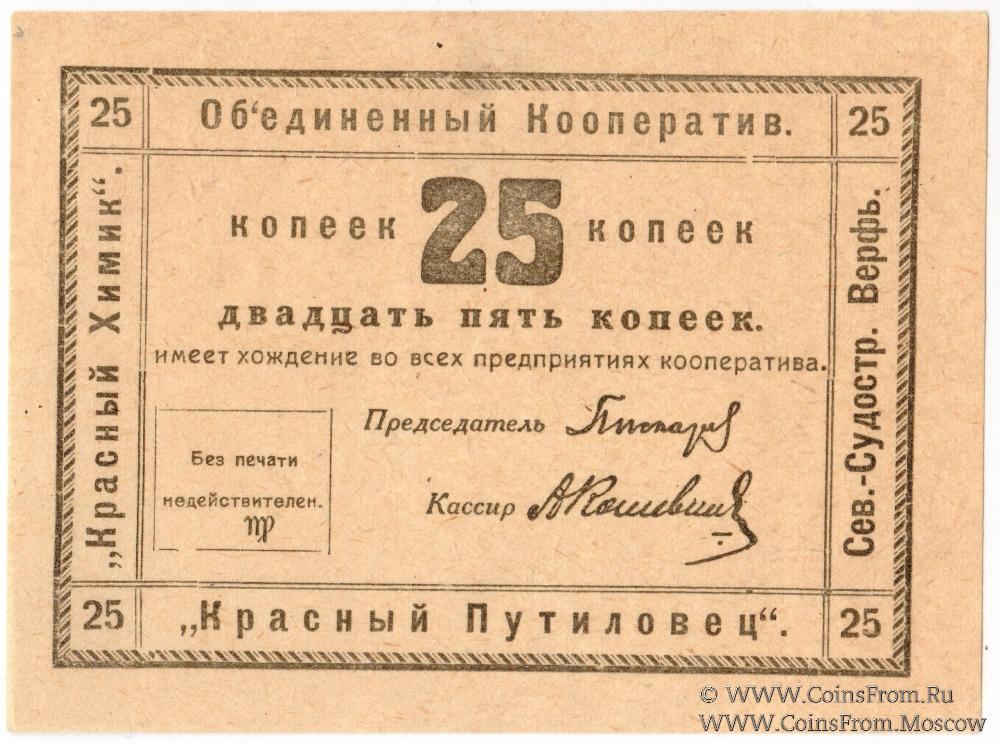 25 Об'единенный Кооператив. 25
„Красный Химик“.
копеек 25 копеек
двадцать пять копеек.
имеет хождение во всех предприятиях кооператива.
Председатель
Без печати
недействителен.
Кассир
Сев.-Судостр. Верфь.
25 „Красный Путиловец“. 25
© WWW.CoinsFrom.Ru
WWW.CoinsFrom.Moscow